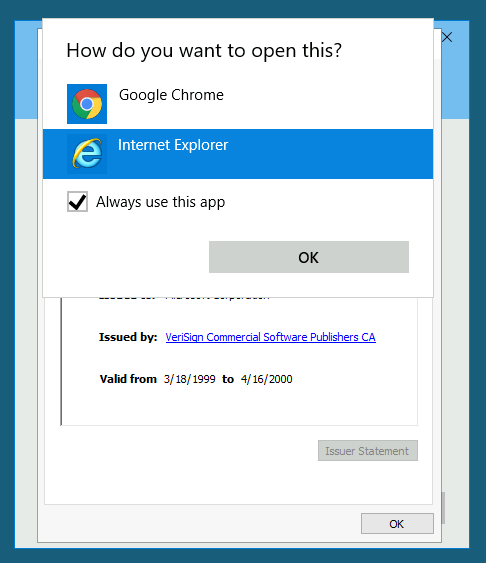 How do you want to open this?
Google Chrome
Internet Explorer
Always use this app
OK
Issued by: VeriSign Commercial Software Publishers CA
Valid from 3/18/1999 to 4/16/2000
Issuer Statement
OK